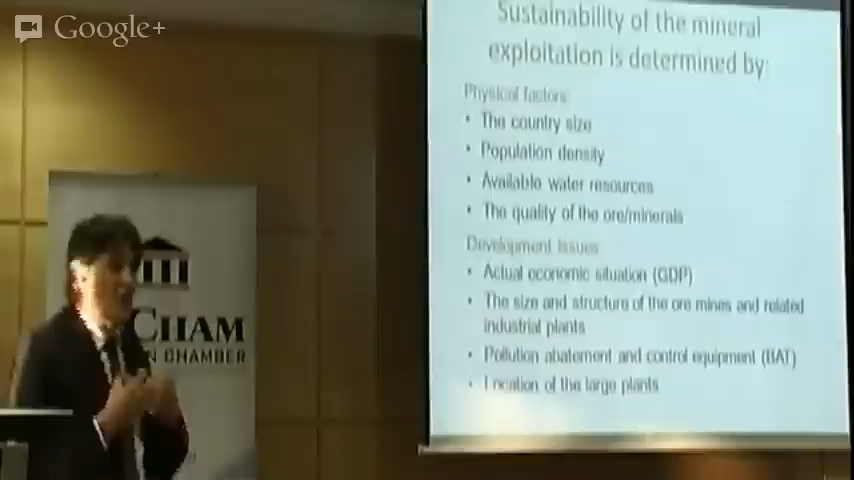 Google+
Sustainability of the mineral
exploitation is determined by:
Physical factors:
• The country size
• Population density
• Available water resources
• The quality of the ore/minerals
Development Issues:
• Actual economic situation (GDP)
• The size and structure of the ore mines and related
industrial plants
• Pollution abatement and control equipment (BAT)
• Location of the large plants
CHAM
N CHAMBER